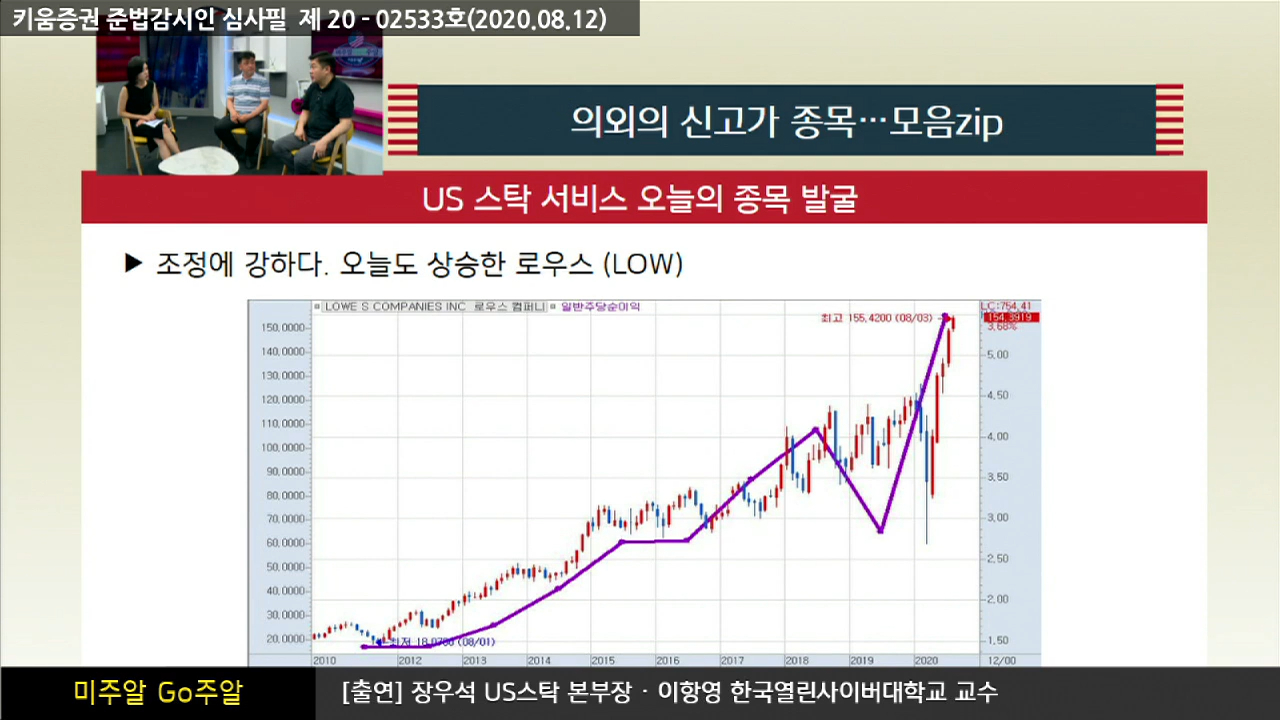 키움증권 준법감시인 심사필 제 20 - 02533호(2020.08.12)
의외의 신고가 종목…모음zip
US 스탁 서비스 오늘의 종목 발굴
▶ 조정에 강하다. 오늘도 상승한 로우스 (LOW)
LOWE S COMPANIES INC 로우스 컴퍼니 일반주당순이익
LC:754.41
최고 155.4200 (08/03)
154.3919
3.68%
150.0000
140.0000
130.0000
120.0000
110.0000
100.0000
90.0000
80.0000
70.0000
60.0000
50.0000
40.0000
30.0000
20.0000
5.00
4.50
4.00
3.50
3.00
2.50
2.00
1.50
최저 18.0700 (08/01)
2010 2012 2013 2014 2015 2016 2017 2018 2019 2020 12/00
미주알 Go주알
[출연] 장우석 US스탁 본부장 · 이항영 한국열린사이버대학교 교수